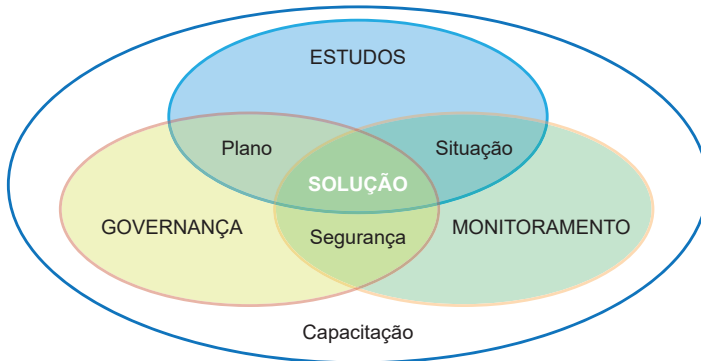 ESTUDOS
Plano
Situação
SOLUÇÃO
GOVERNANÇA
Segurança
MONITORAMENTO
Capacitação